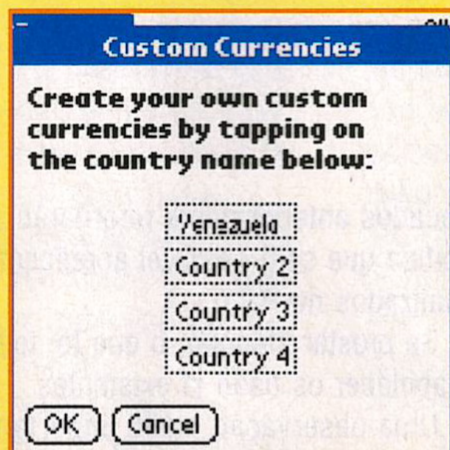 Custom Currencies
Create your own custom
currencies by tapping on
the country name below:
Venezuela
Country 2
Country 3
Country 4
OK
Cancel